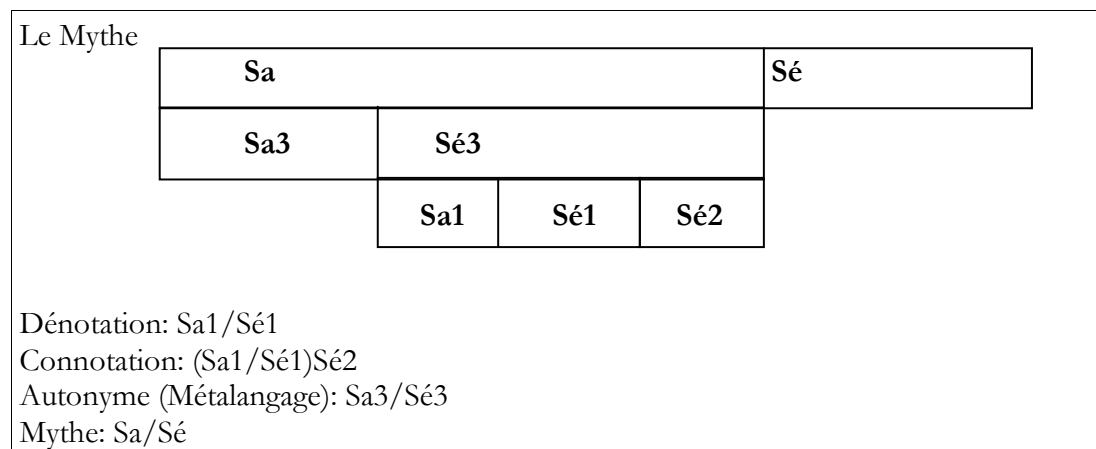 Le Mythe
Sa Sé
Sa3 Sé3
Sa1 Sé1 Sé2
Dénotation: Sa1/Sé1
Connotation: (Sa1/Sé1)Sé2
Autonyme (Métalangage): Sa3/Sé3
Mythe: Sa/Sé